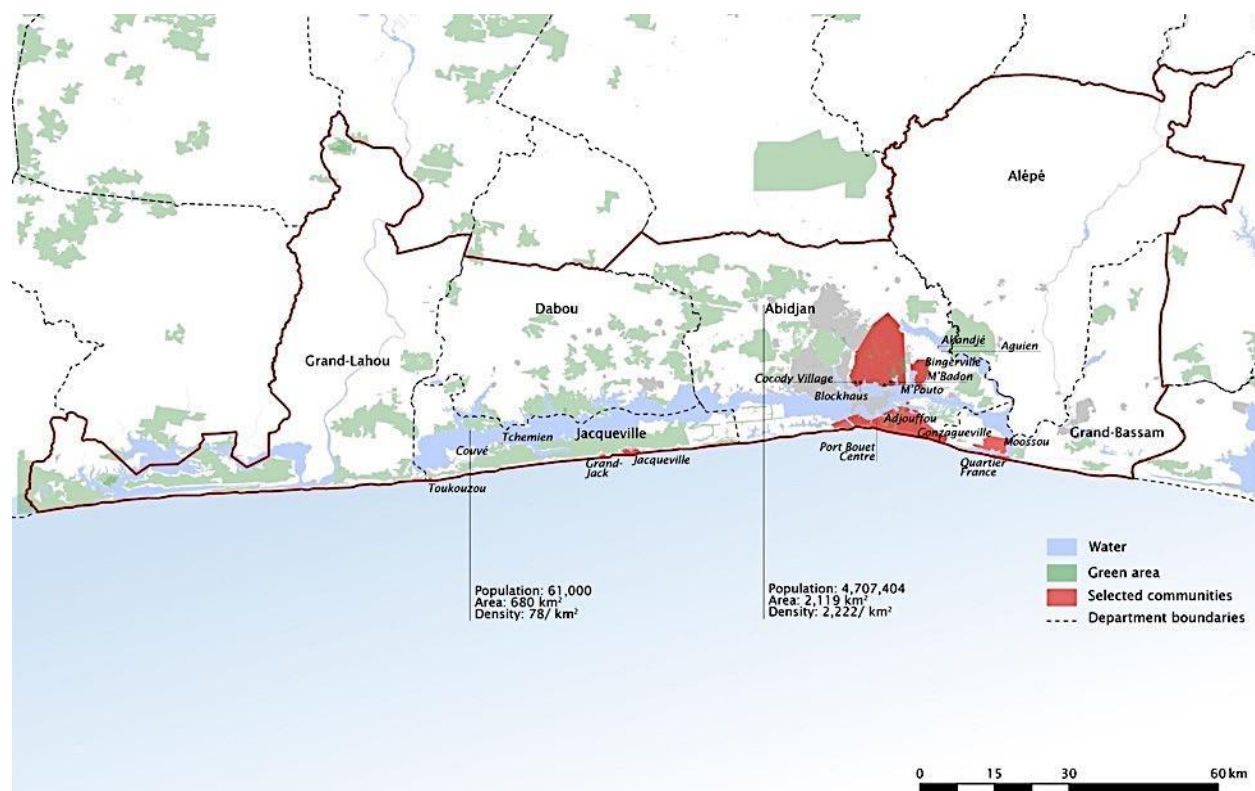 Alépé
Dabou
Abidjan
Grand-Lahou
Akandjé
Aguien
Bingerville
Cocody Village
M'Badon
M'Pouto
Blockhaus
Adjouffou
Tchemien
Jacqueville
Gonzagueville
Grand-Bassam
Couvé
Moossou
Port Bouet
Centre
Grand-
Jack
Jacqueville
Quartier
France
Toukouzou
Water
Green area
Selected communities
Department boundaries
Population: 61,000
Area: 680 km²
Density: 78/ km²
Population: 4,707,404
Area: 2,119 km²
Density: 2,222/ km²
0 15 30 60 km